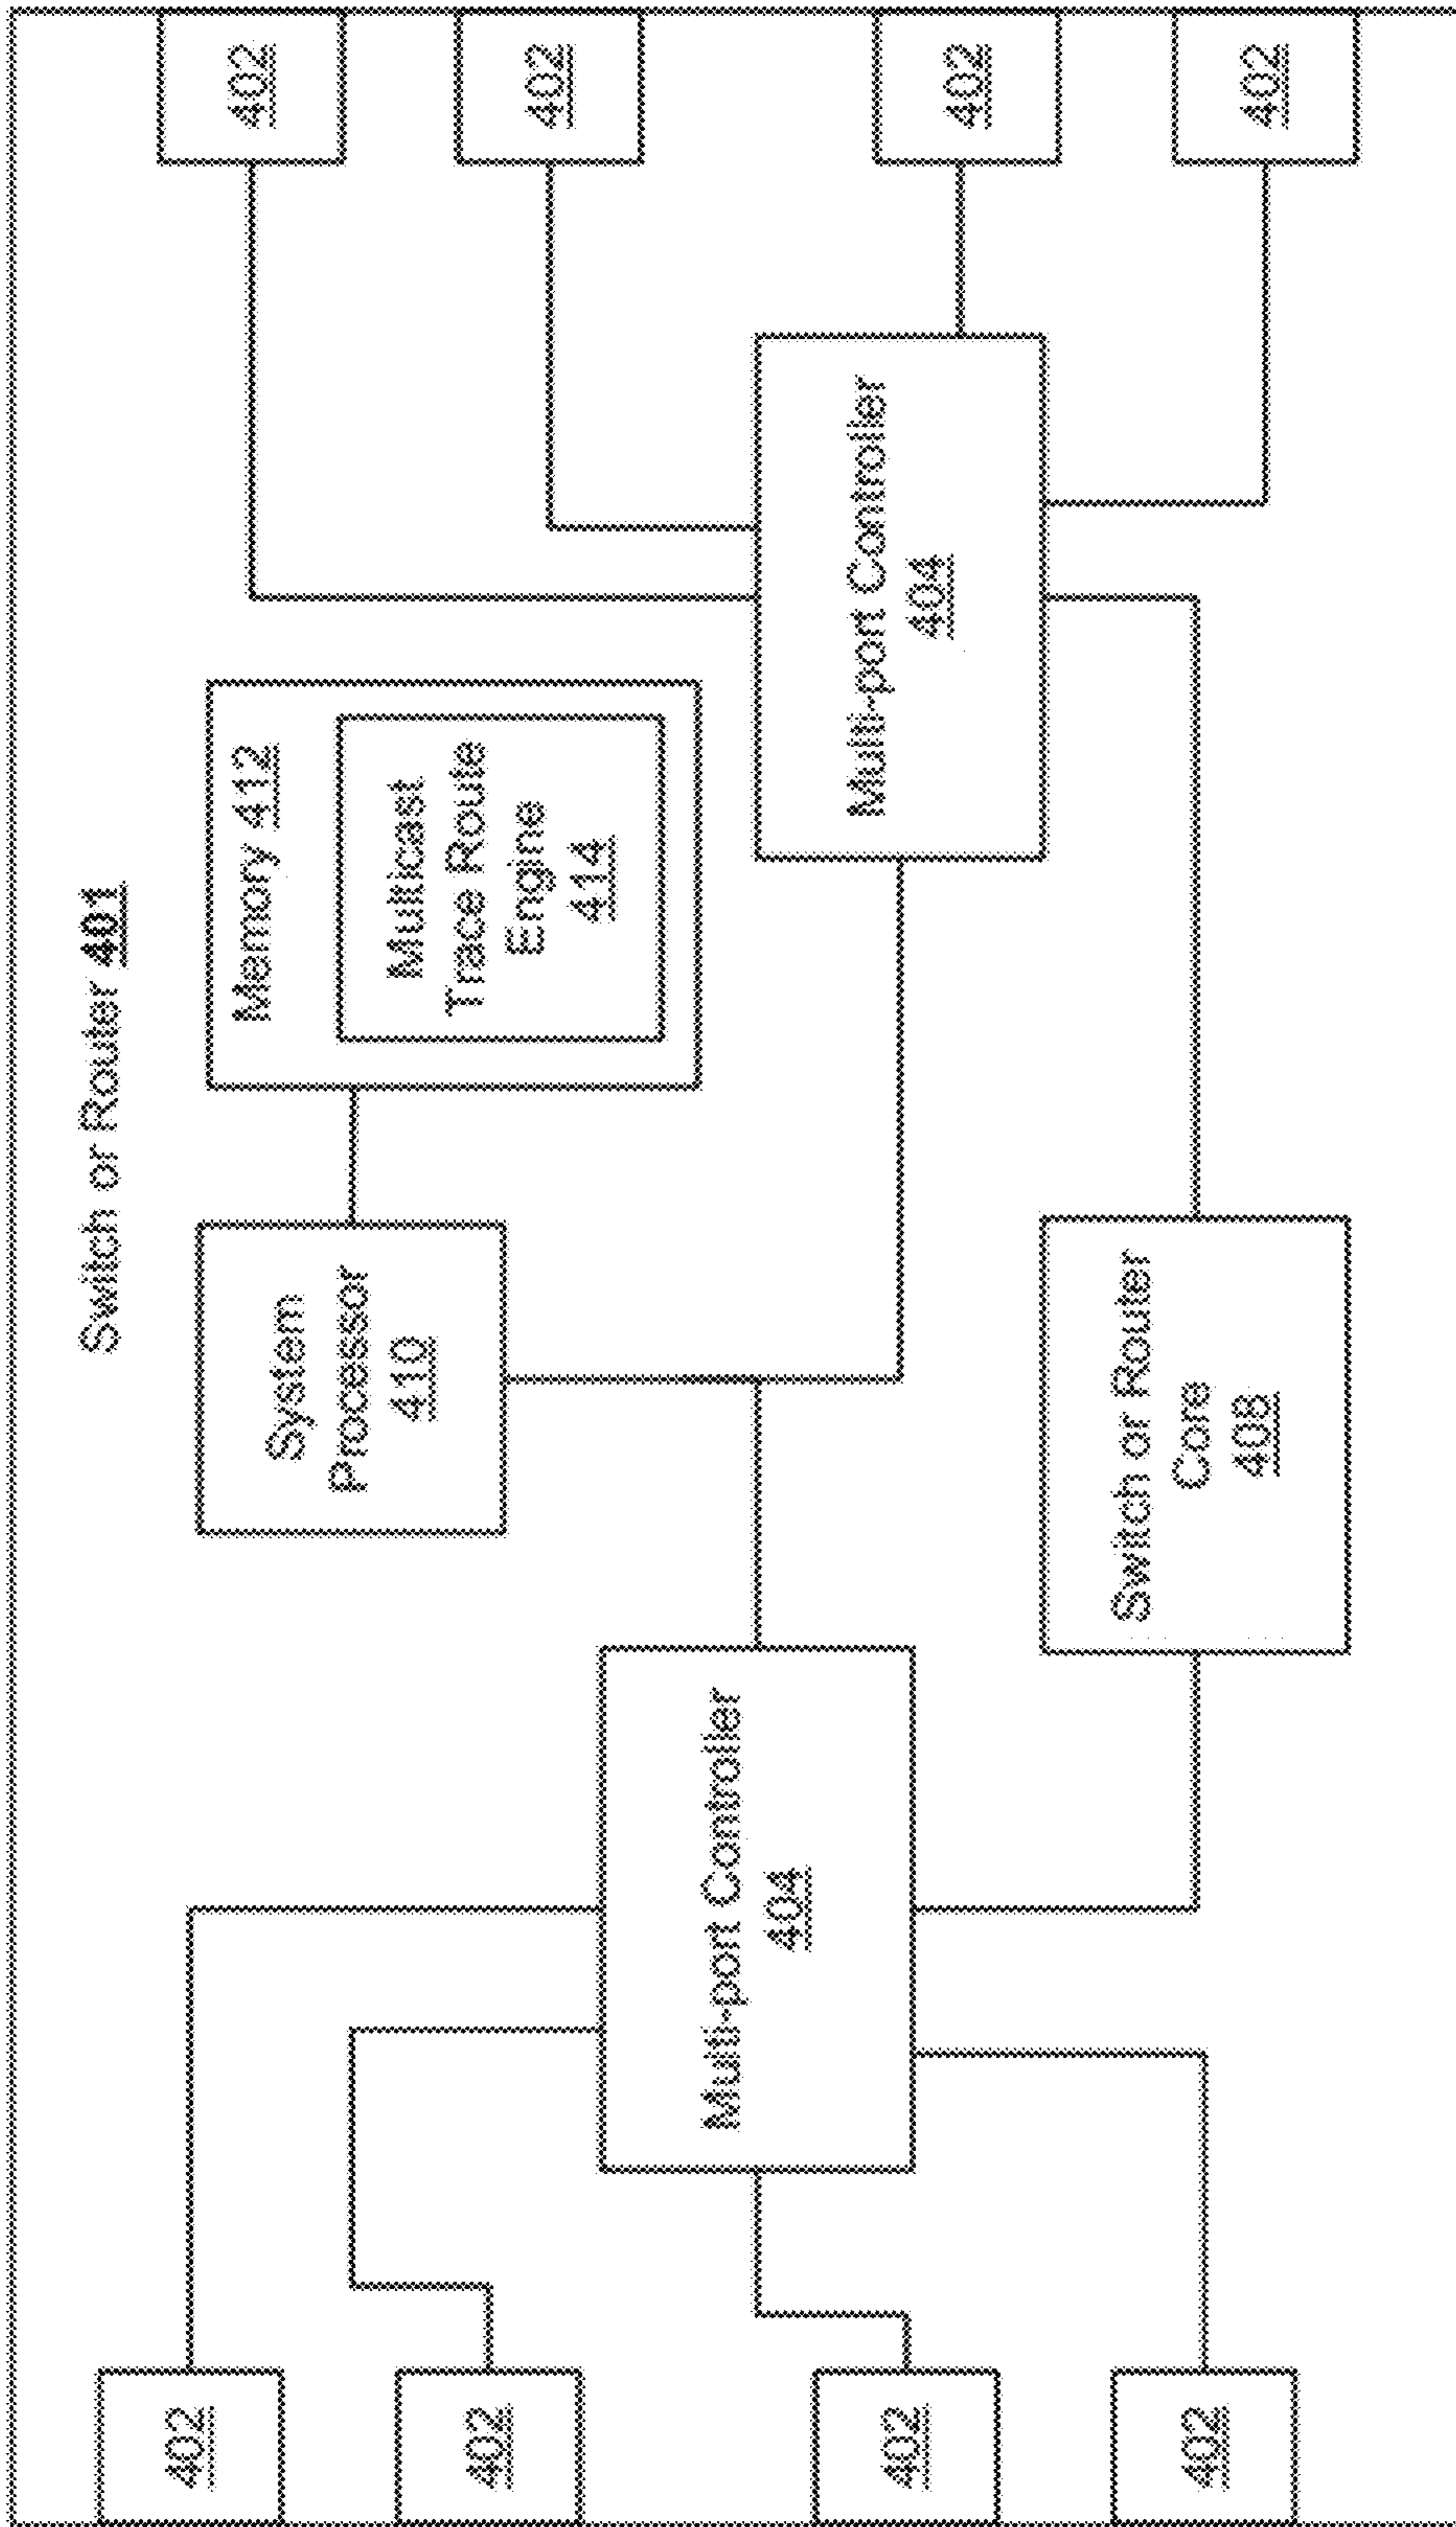 Switch or Router 401
402
402
402
402
Multi-port Controller
404
System
Processor
410
Memory 412
Multicast
Trace Route
Engine
414
Switch or Router
Core
408
Multi-port Controller
404
402
402
402
402